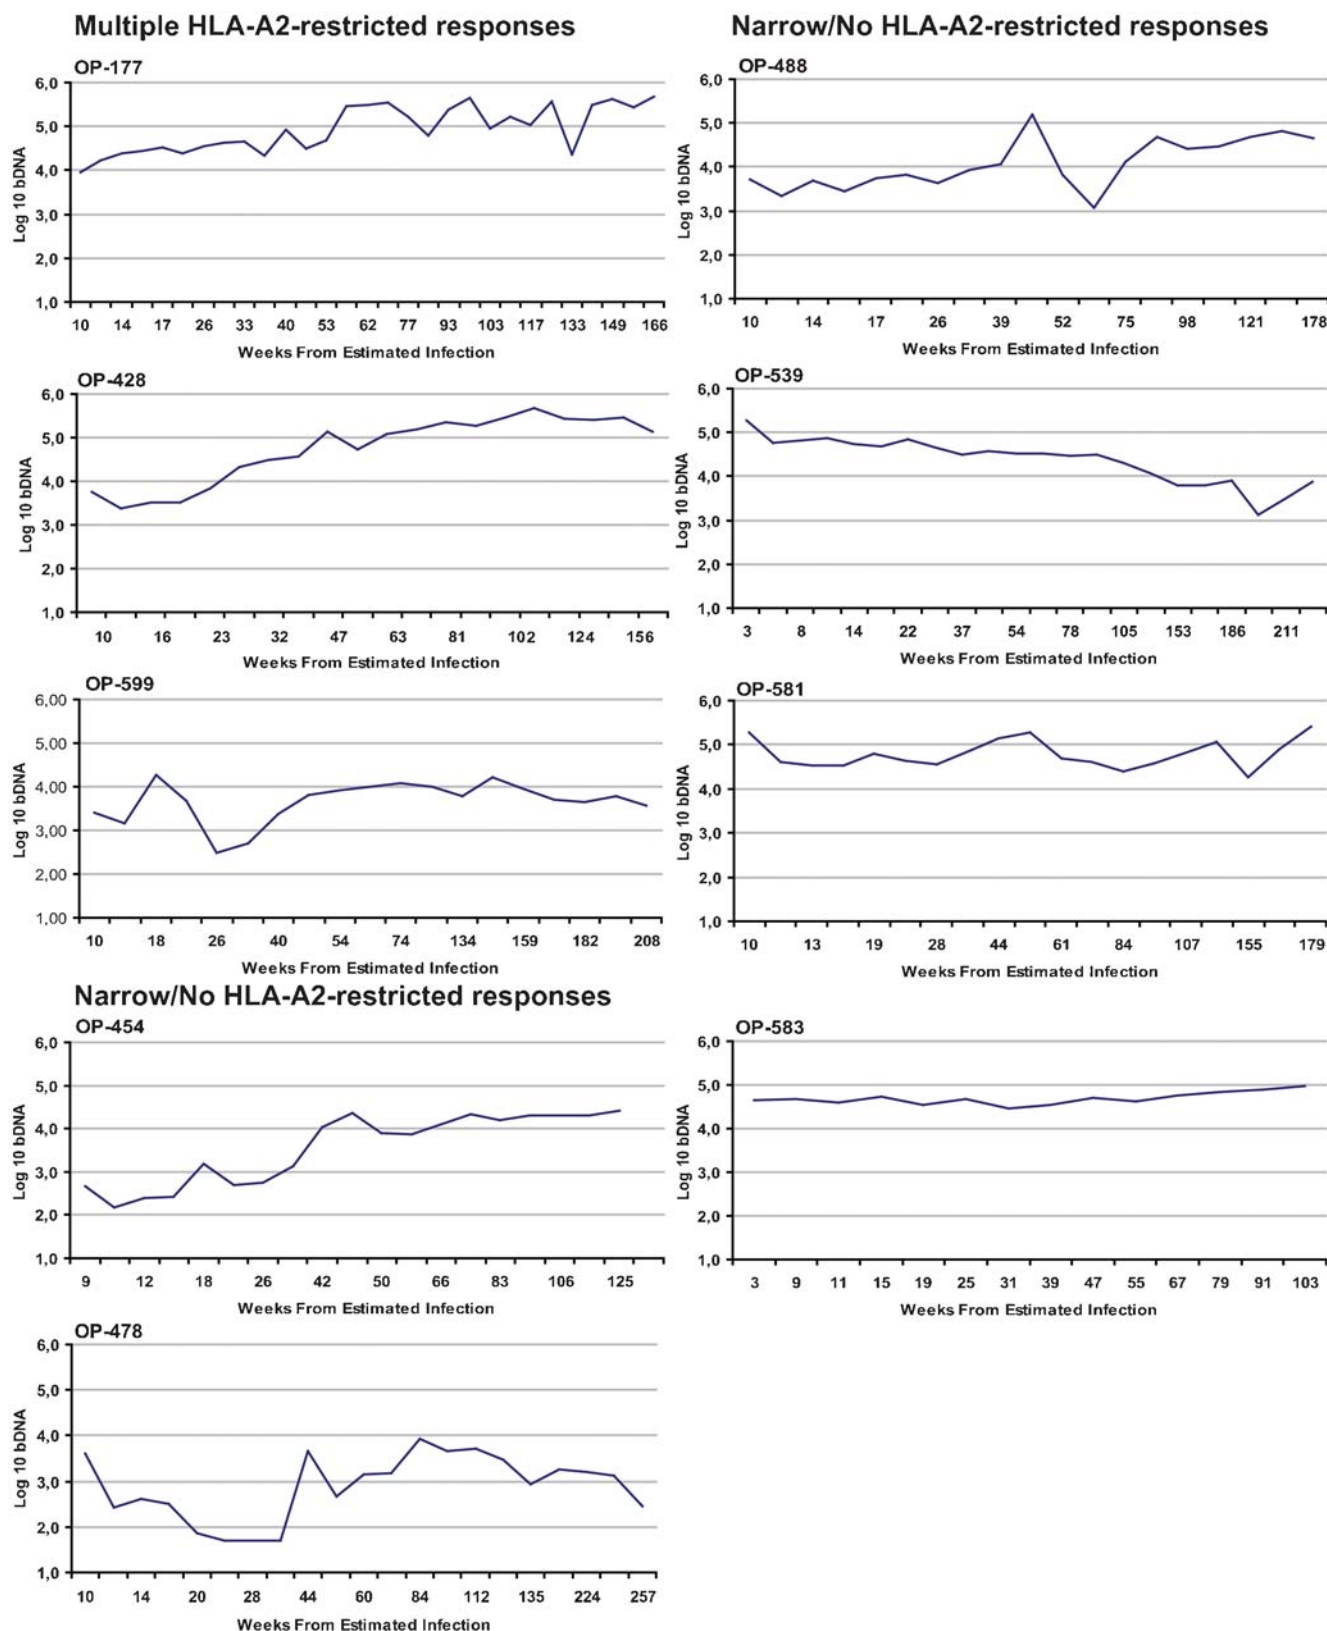 Multiple HLA-A2-restricted responses
OP-177
6,0
5,0
4,0
3,0
2,0
1,0
Log 10 bDNA
10 14 17 26 33 40 53 62 77 93 103 117 133 149 166
Weeks From Estimated Infection
OP-428
6,0
5,0
4,0
3,0
2,0
1,0
Log 10 bDNA
10 16 23 32 47 63 81 102 124 156
Weeks From Estimated Infection
OP-599
6,00
5,00
4,00
3,00
2,00
1,00
Log 10 bDNA
10 18 26 40 54 74 134 159 182 208
Weeks From Estimated Infection
Narrow/No HLA-A2-restricted responses
OP-454
6,0
5,0
4,0
3,0
2,0
1,0
Log 10 bDNA
9 12 18 26 42 50 66 83 106 125
Weeks From Estimated Infection
OP-478
6,0
5,0
4,0
3,0
2,0
1,0
Log 10 bDNA
10 14 20 28 44 60 84 112 135 224 257
Weeks From Estimated Infection
Narrow/No HLA-A2-restricted responses
OP-488
6,0
5,0
4,0
3,0
2,0
1,0
Log 10 bDNA
10 14 17 26 39 52 75 98 121 178
Weeks From Estimated Infection
OP-539
6,0
5,0
4,0
3,0
2,0
1,0
Log 10 bDNA
3 8 14 22 37 54 78 105 153 186 211
Weeks From Estimated Infection
OP-581
6,0
5,0
4,0
3,0
2,0
1,0
Log 10 bDNA
10 13 19 28 44 61 84 107 155 179
Weeks From Estimated Infection
OP-583
6,0
5,0
4,0
3,0
2,0
1,0
Log 10 bDNA
3 9 11 15 19 25 31 39 47 55 67 79 91 103
Weeks From Estimated Infection